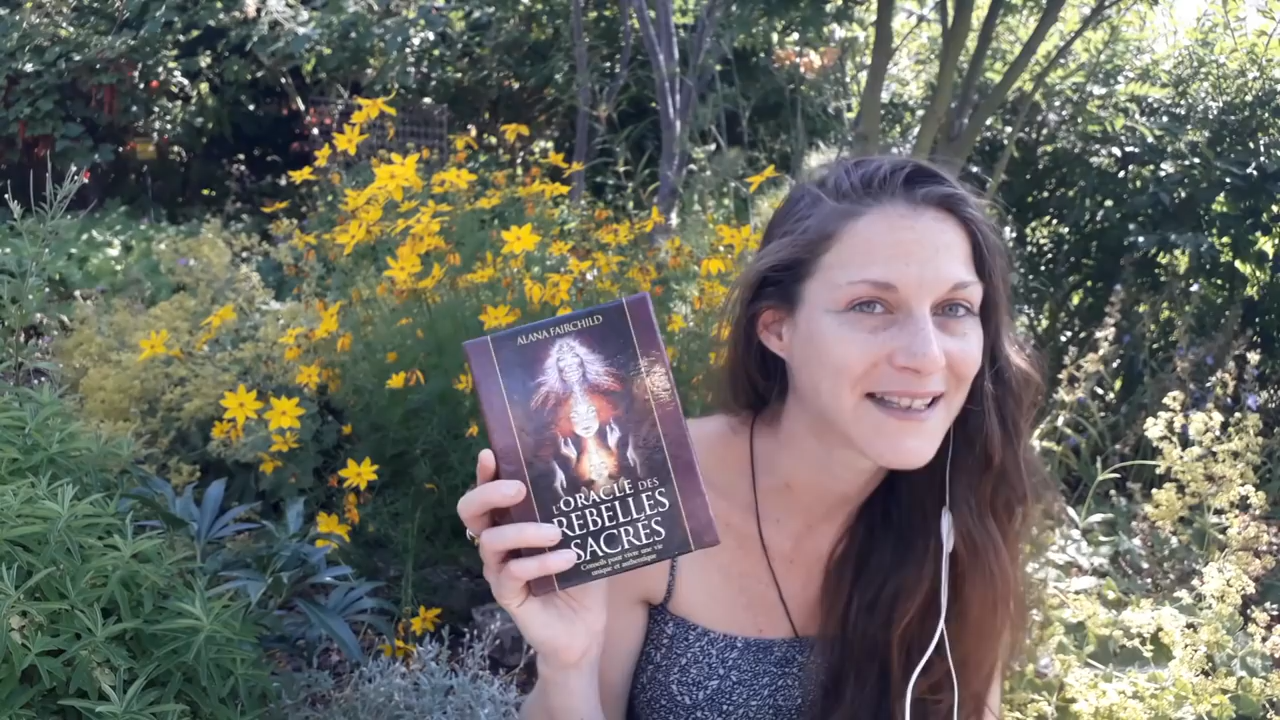 ALANA FAIRCHILD
L'ORACLE DES
REBELLES
SACRÉS
Conseils pour vivre une vie
unique et authentique